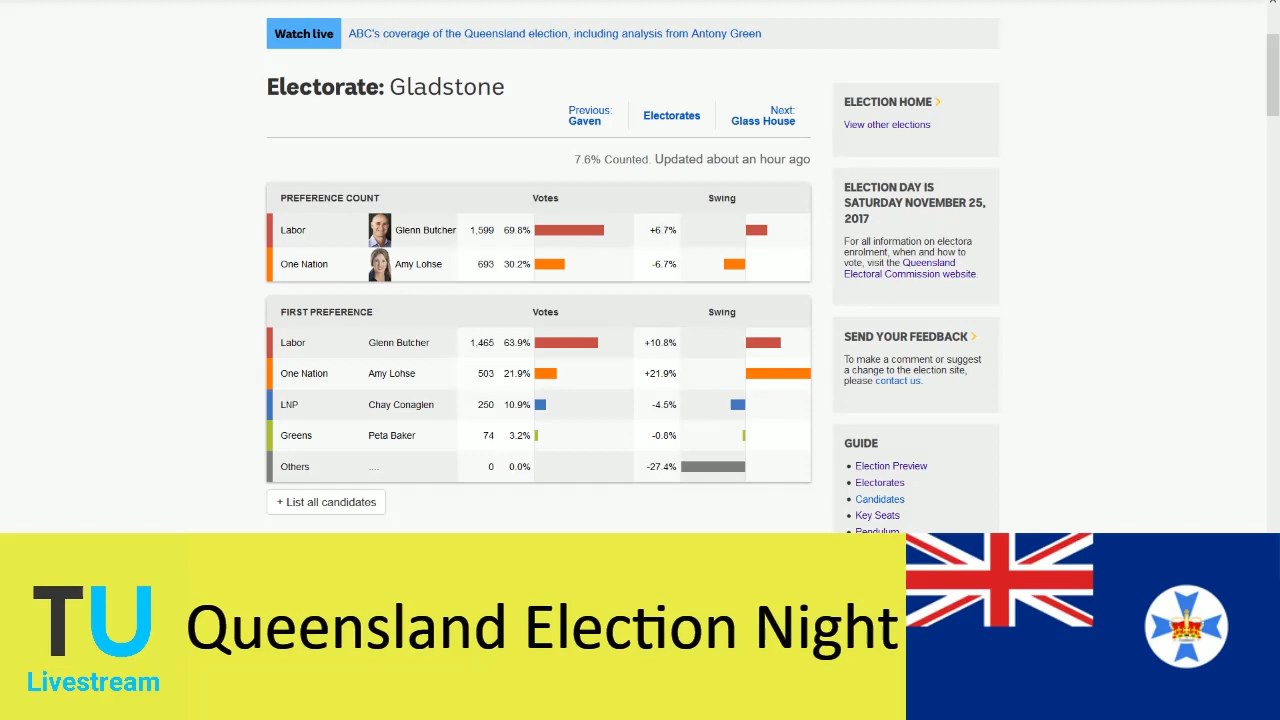 Watch live ABC's coverage of the Queensland election, including analysis from Antony Green
Electorate: Gladstone
Previous: Gaven
Electorates
Next: Glass House
7.6% Counted. Updated about an hour ago
PREFERENCE COUNT Votes Swing
Labor Glenn Butcher 1,599 69.8% +6.7%
One Nation Amy Lohse 693 30.2% -6.7%
FIRST PREFERENCE Votes Swing
Labor Glenn Butcher 1,465 63.9% +10.8%
One Nation Amy Lohse 503 21.9% +21.9%
LNP Chay Conaglen 250 10.9% -4.5%
Greens Peta Baker 74 3.2% -0.8%
Others .... 0 0.0% -27.4%
+ List all candidates
ELECTION HOME >
View other elections
ELECTION DAY IS
SATURDAY NOVEMBER 25,
2017
For all information on electora
enrolment, when and how to
vote, visit the Queensland
Electoral Commission website
SEND YOUR FEEDBACK >
To make a comment or suggest
a change to the election site,
please contact us.
GUIDE
• Election Preview
• Electorates
• Candidates
• Key Seats
• Pendulum
TU
Livestream
Queensland Election Night